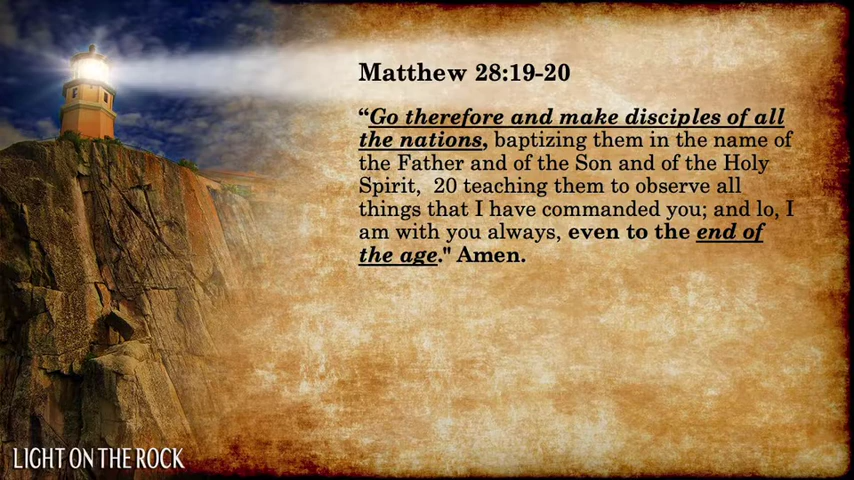 Matthew 28:19-20
“Go therefore and make disciples of all
the nations, baptizing them in the name of
the Father and of the Son and of the Holy
Spirit,  20 teaching them to observe all
things that I have commanded you; and lo, I
am with you always, even to the end of
the age." Amen.
LIGHT ON THE ROCK